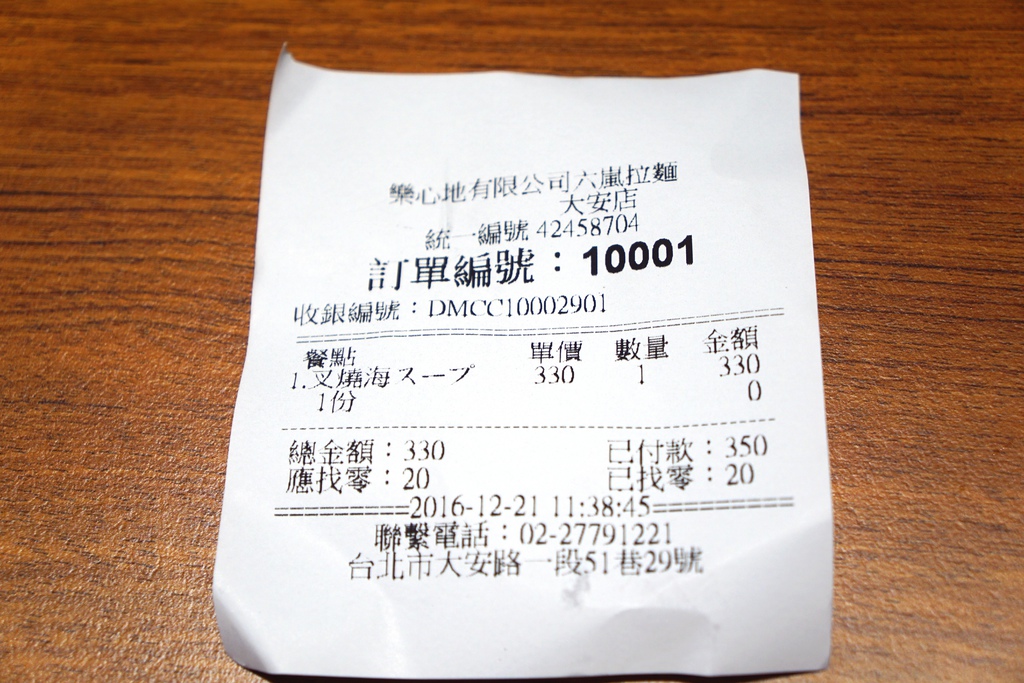 樂心地有限公司六嵐拉麵
大安店
統一編號 42458704
訂單編號：10001
收銀編號：DMCC10002901
餐點 單價 數量 金額
1.叉燒海スープ 330 1 330
1份 0
總金額：330 已付款：350
應找零：20 已找零：20
=========2016-12-21 11:38:45=========
聯繫電話：02-27791221
台北市大安路一段51巷29號